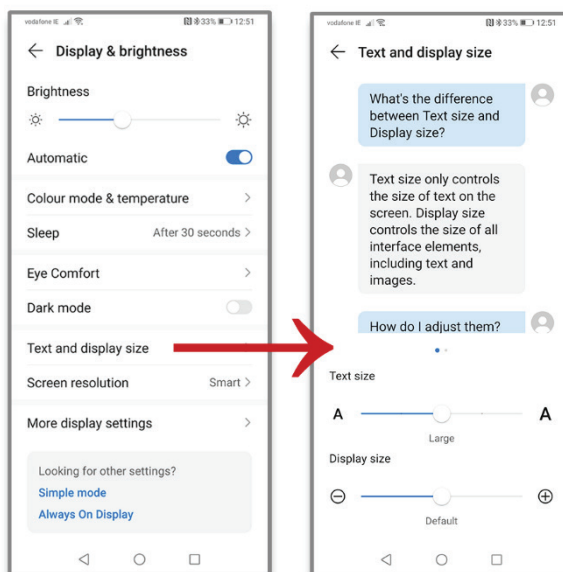 vodafone IE 33% 12:51
Display & brightness
Brightness
Automatic
Colour mode & temperature
Sleep After 30 seconds
Eye Comfort
Dark mode
Text and display size
Screen resolution Smart
More display settings
Looking for other settings?
Simple mode
Always On Display
vodafone IE 33% 12:51
Text and display size
What's the difference
between Text size and
Display size?
Text size only controls
the size of text on the
screen. Display size
controls the size of all
interface elements,
including text and
images.
How do I adjust them?
Text size
A A
Large
Display size
Default